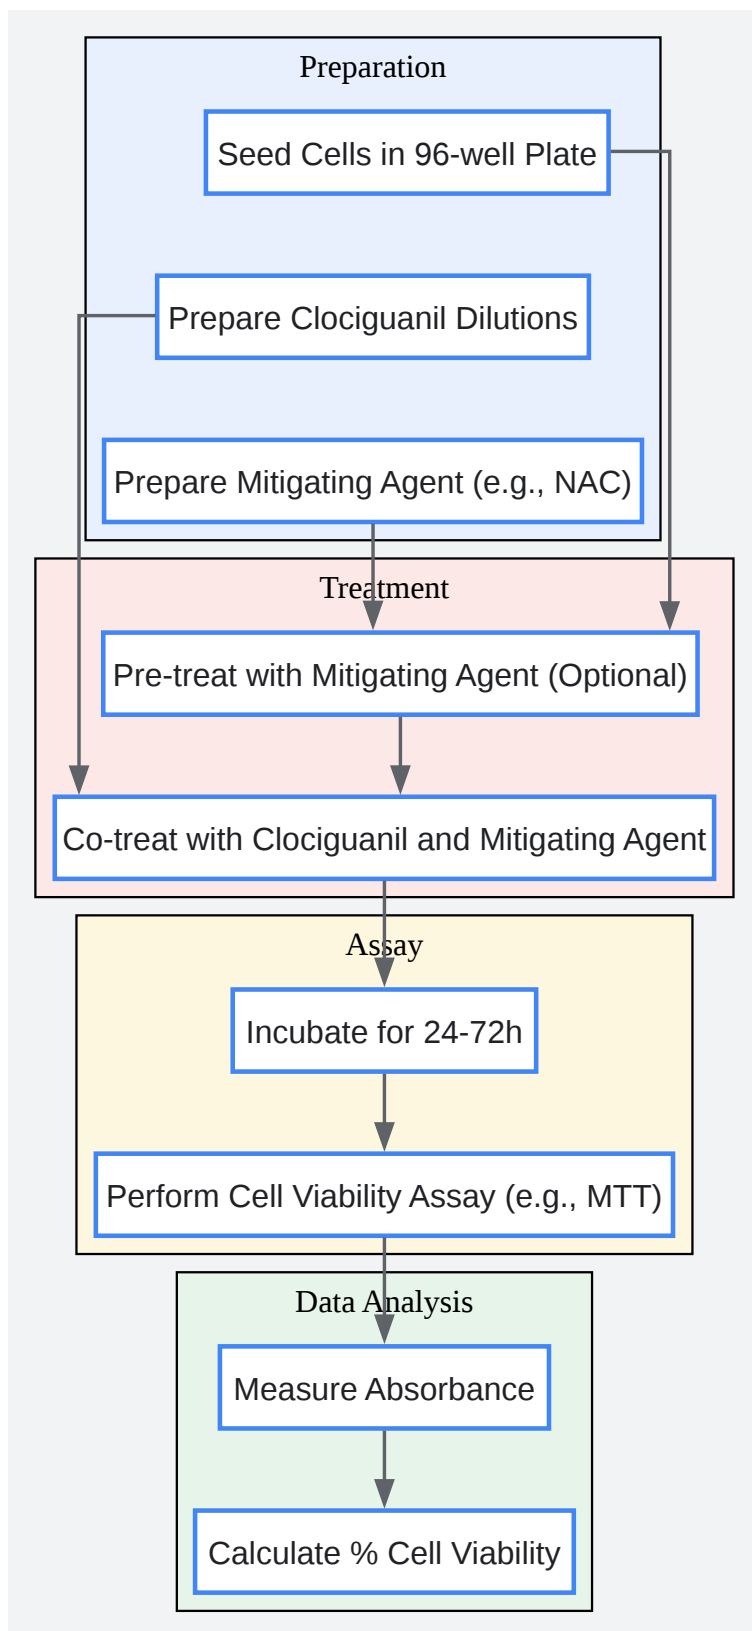 Preparation
Seed Cells in 96-well Plate
Prepare Clociguanil Dilutions
Prepare Mitigating Agent (e.g., NAC)
Treatment
Pre-treat with Mitigating Agent (Optional)
Co-treat with Clociguanil and Mitigating Agent
Assay
Incubate for 24-72h
Perform Cell Viability Assay (e.g., MTT)
Data Analysis
Measure Absorbance
Calculate % Cell Viability